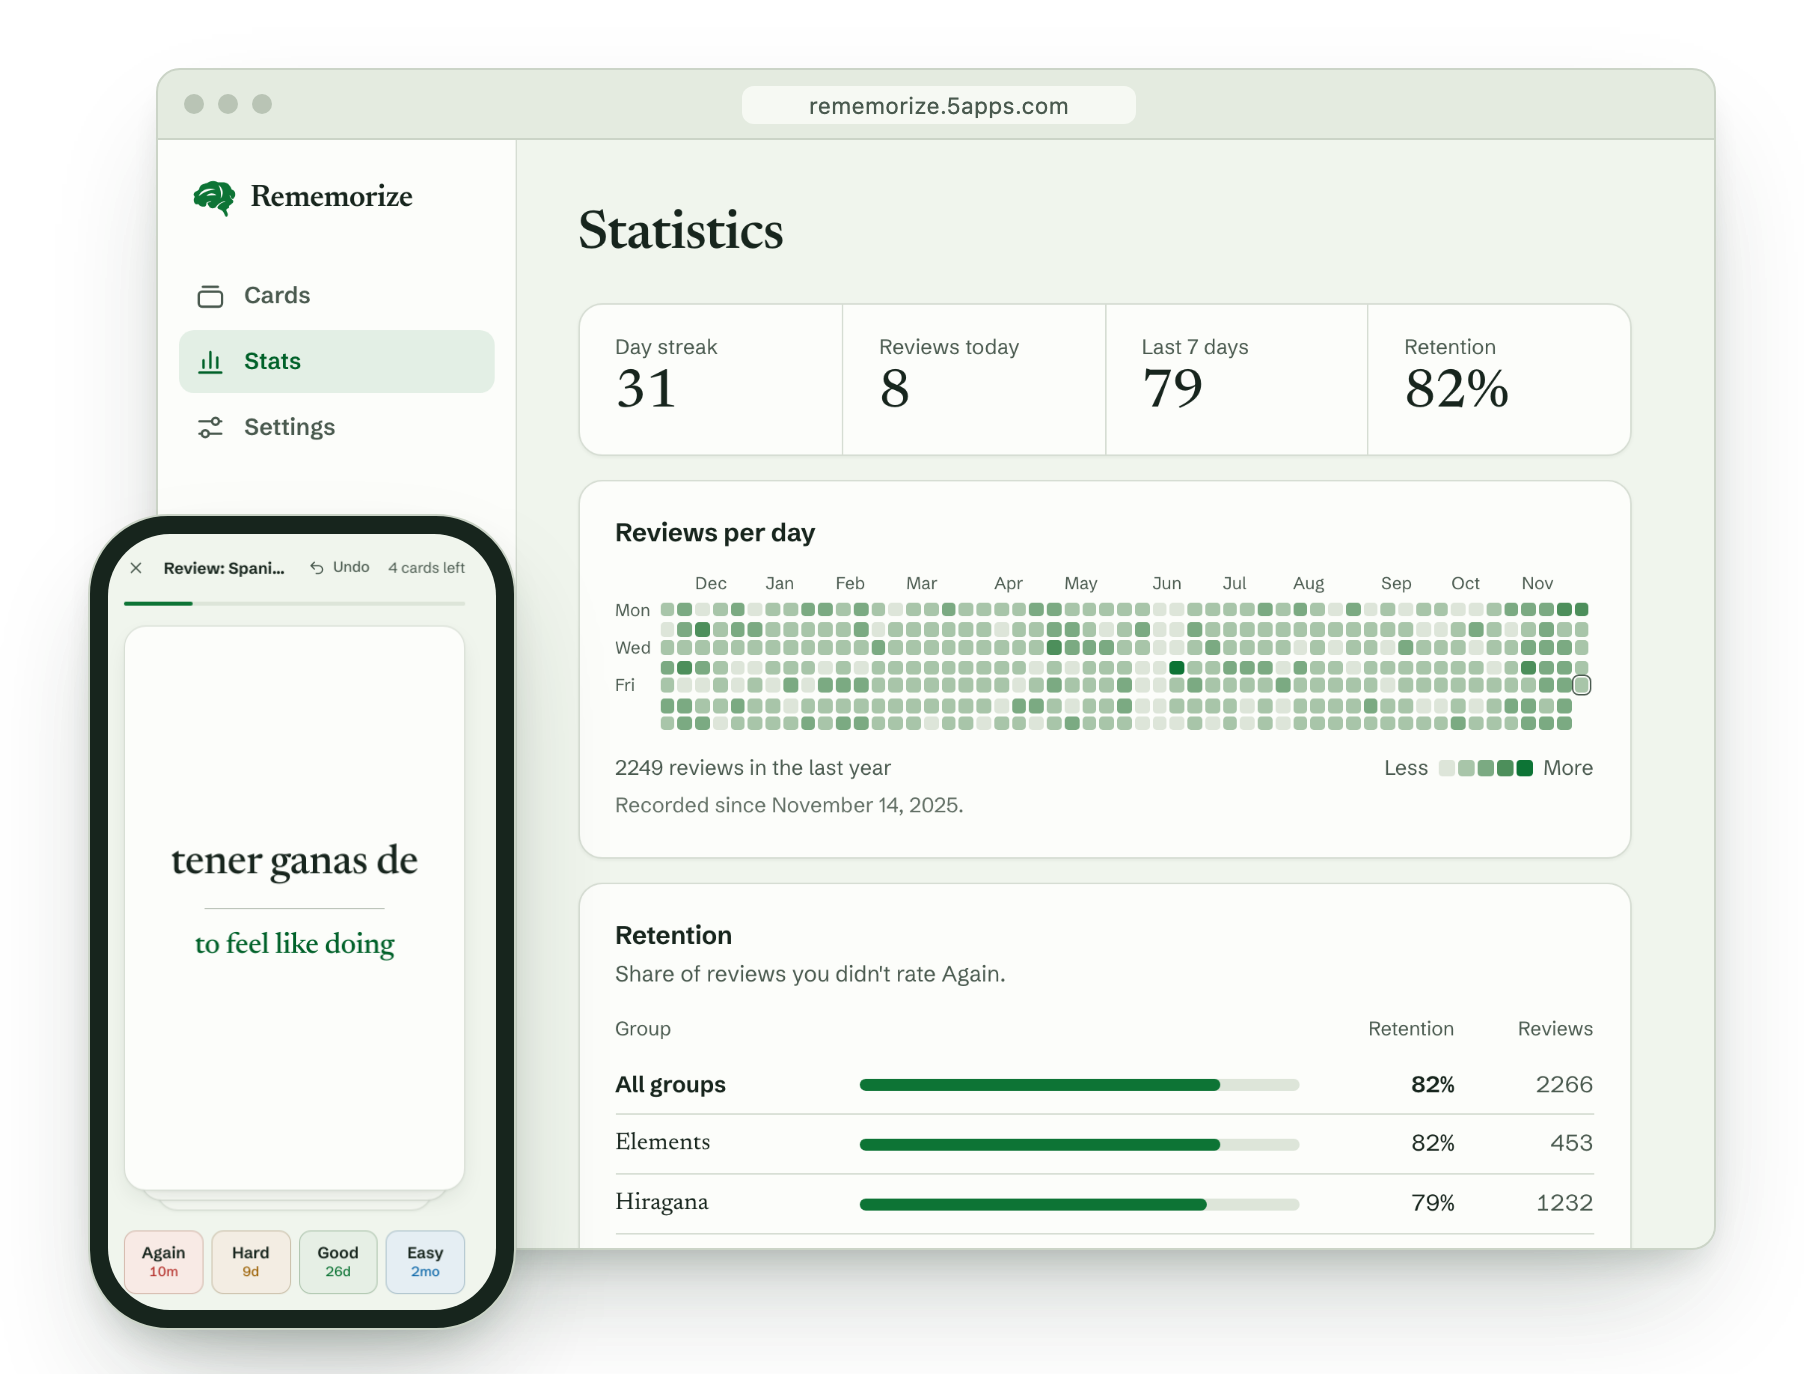 rememorize.5apps.com
Rememorize
Cards
Stats
Settings
Statistics
Day streak
31
Reviews today
8
Last 7 days
79
Retention
82%
Reviews per day
Dec Jan Feb Mar Apr May Jun Jul Aug Sep Oct Nov
Mon
Wed
Fri
2249 reviews in the last year
Less More
Recorded since November 14, 2025.
Retention
Share of reviews you didn't rate Again.
Group Retention Reviews
All groups 82% 2266
Elements 82% 453
Hiragana 79% 1232
Review: Spani... Undo 4 cards left
tener ganas de
to feel like doing
Again Hard Good Easy
10m 9d 26d 2mo